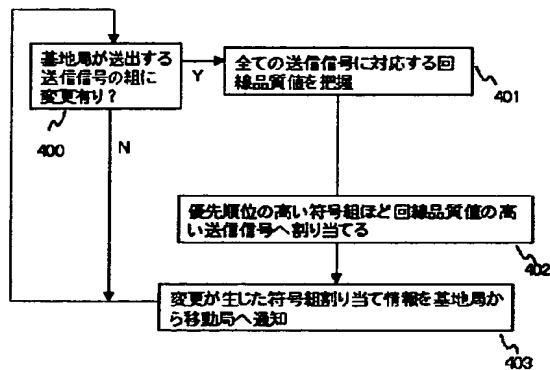 基地局が送出する
送信信号の組に
変更有り?
400
Y
N
全ての送信信号に対応する回
線品質値を把握
401
優先順位の高い符号組ほど回線品質値の高
い送信信号へ割り当てる
402
変更が生じた符号組割り当て情報を基地局か
ら移動局へ通知
403